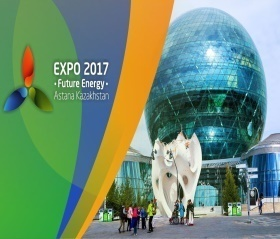 EXPO 2017
• Future Energy •
Astana Kazakhstan